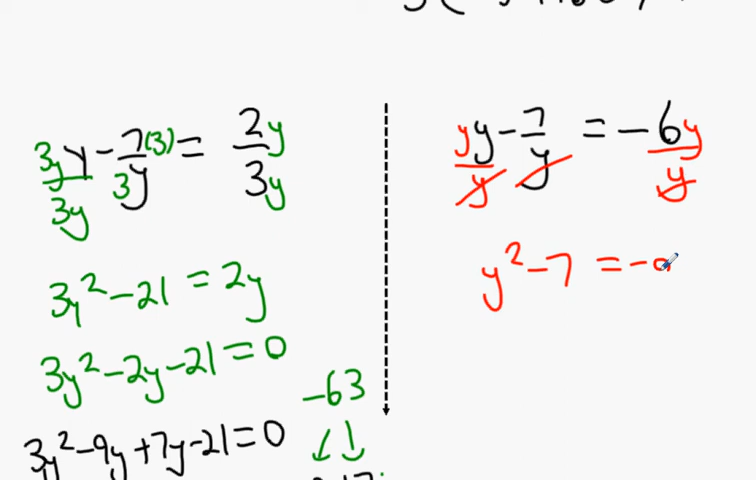 3y/3y y - 7(3)/3y = 2y/3y
3y² - 21 = 2y
3y² - 2y - 21 = 0
-63
↙ ↓
3y² - 9y + 7y - 21 = 0
yy/y - 7/y = -6y/y
y² - 7 = -